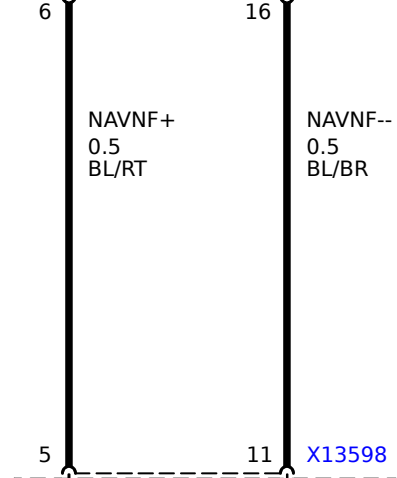 6
16
NAVNF+
0.5
BL/RT
NAVNF--
0.5
BL/BR
5
11
X13598